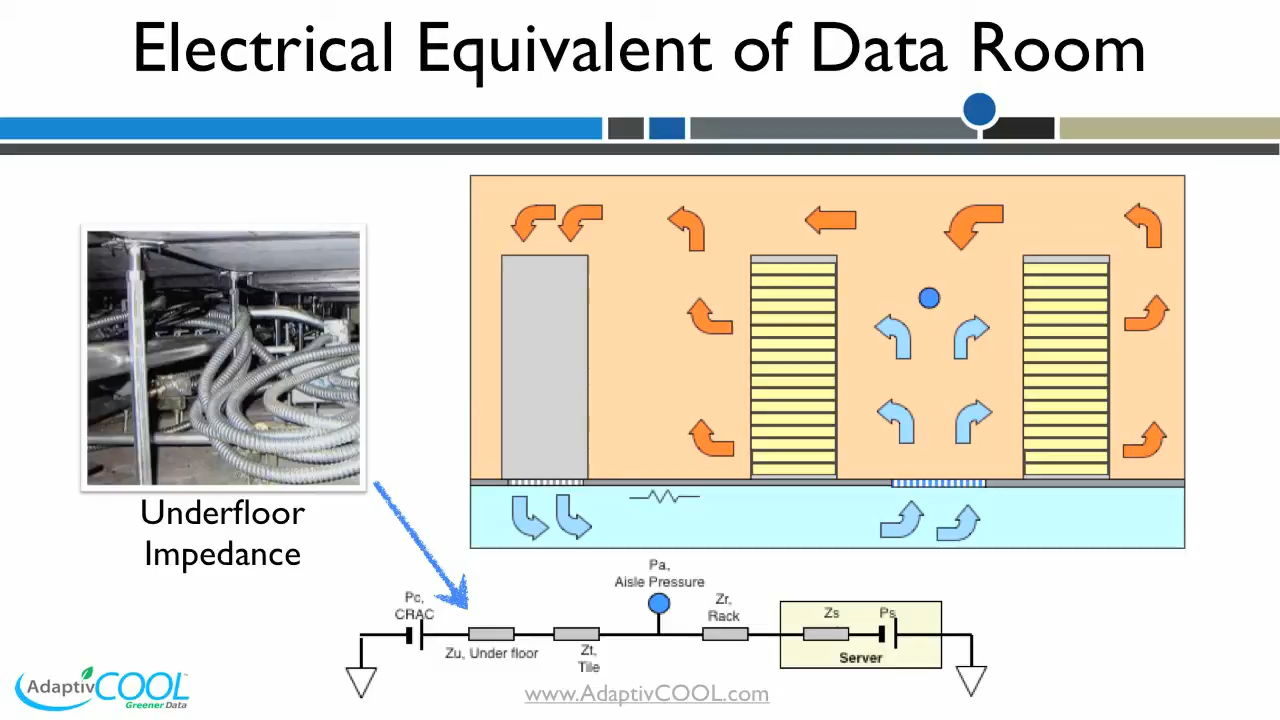 Electrical Equivalent of Data Room
Underfloor
Impedance
Pa,
Aisle Pressure
Pc,
CRAC
Zr,
Rack
Zs
Ps
Zu, Under floor
Zt,
Tile
Server
AdaptivCOOL™
Greener Data
www.AdaptivCOOL.com